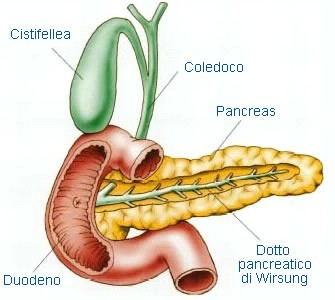 Cistifellea
Coledoco
Pancreas
Dotto
pancreatico
di Wirsung
Duodeno